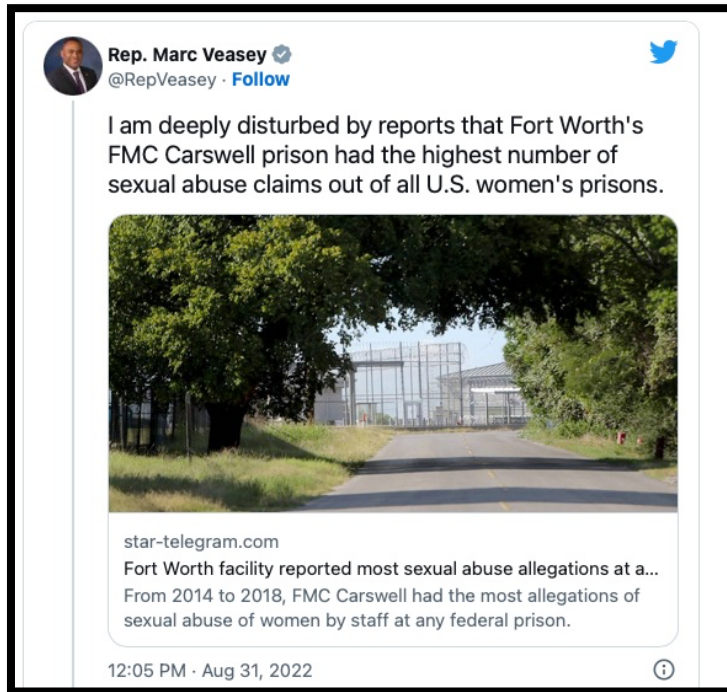 Rep. Marc Veasey
@RepVeasey · Follow
I am deeply disturbed by reports that Fort Worth's
FMC Carswell prison had the highest number of
sexual abuse claims out of all U.S. women's prisons.
star-telegram.com
Fort Worth facility reported most sexual abuse allegations at a...
From 2014 to 2018, FMC Carswell had the most allegations of
sexual abuse of women by staff at any federal prison.
12:05 PM · Aug 31, 2022